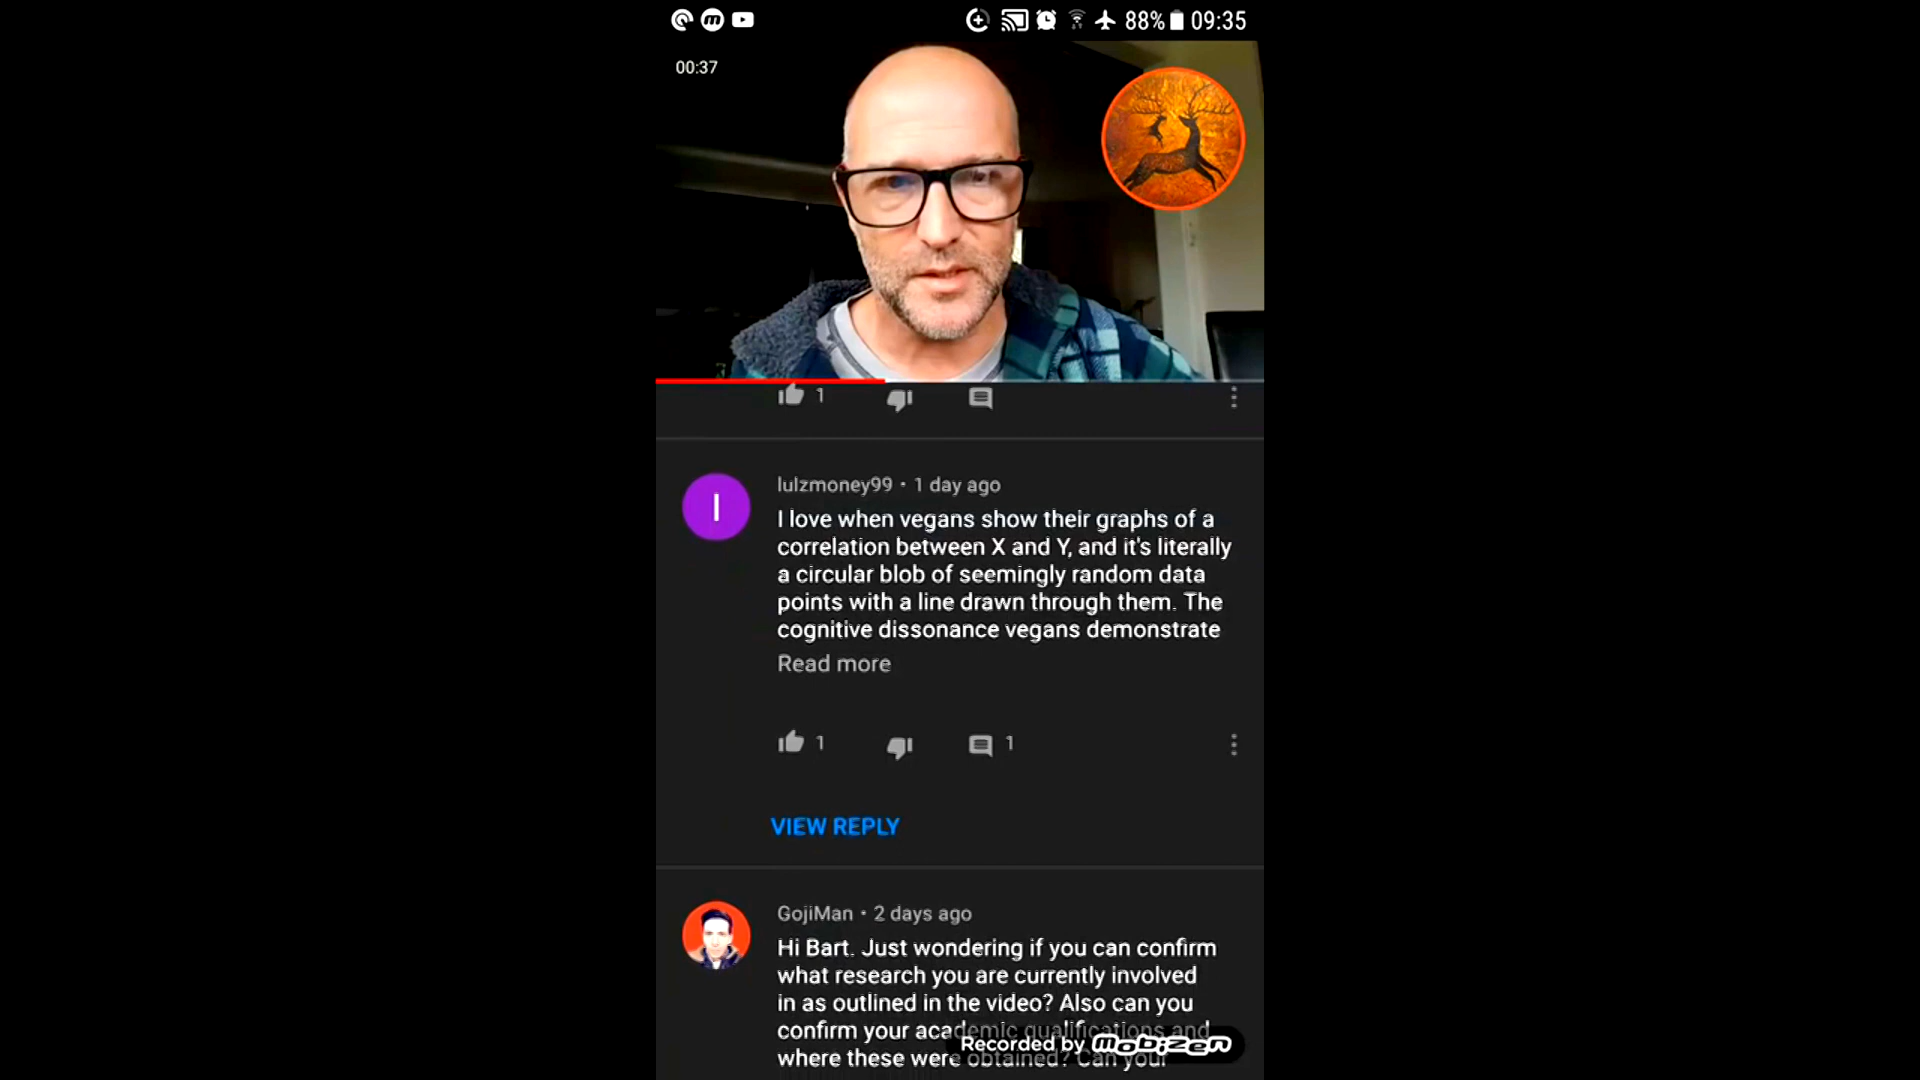 88% 09:35
00:37
1
lulzmoney99 • 1 day ago
I love when vegans show their graphs of a
correlation between X and Y, and it's literally
a circular blob of seemingly random data
points with a line drawn through them. The
cognitive dissonance vegans demonstrate
Read more
1 1
VIEW REPLY
GojiMan • 2 days ago
Hi Bart. Just wondering if you can confirm
what research you are currently involved
in as outlined in the video? Also can you
confirm your academic qualifications and
where these were obtained? Can your
Recorded by mobizen